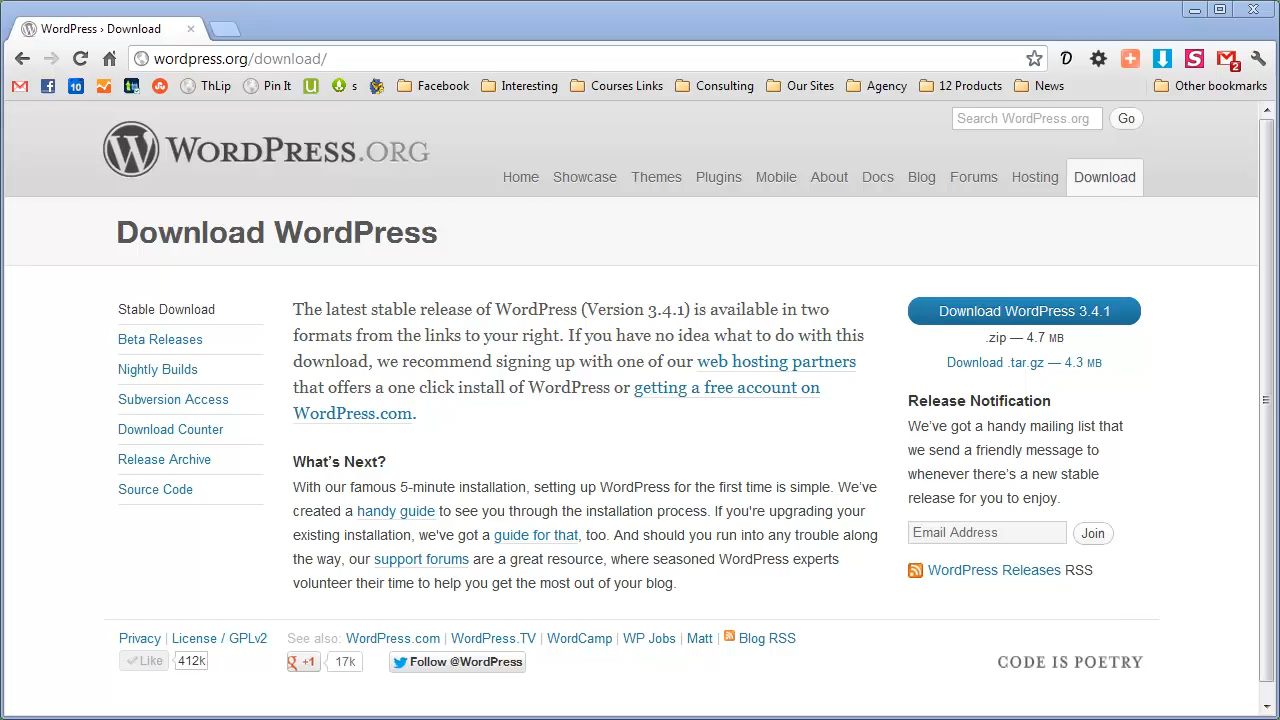 WordPress › Download
wordpress.org/download/
2
10 ThLip Pin It s Facebook Interesting Courses Links Consulting Our Sites Agency 12 Products News Other bookmarks
Search WordPress.org Go
WORDPRESS.ORG
Home Showcase Themes Plugins Mobile About Docs Blog Forums Hosting Download
Download WordPress
Stable Download
Beta Releases
Nightly Builds
Subversion Access
Download Counter
Release Archive
Source Code
The latest stable release of WordPress (Version 3.4.1) is available in two
formats from the links to your right. If you have no idea what to do with this
download, we recommend signing up with one of our web hosting partners
that offers a one click install of WordPress or getting a free account on
WordPress.com.
What's Next?
With our famous 5-minute installation, setting up WordPress for the first time is simple. We've
created a handy guide to see you through the installation process. If you're upgrading your
existing installation, we've got a guide for that, too. And should you run into any trouble along
the way, our support forums are a great resource, where seasoned WordPress experts
volunteer their time to help you get the most out of your blog.
Download WordPress 3.4.1
.zip — 4.7 MB
Download .tar.gz — 4.3 MB
Release Notification
We've got a handy mailing list that
we send a friendly message to
whenever there's a new stable
release for you to enjoy.
Email Address Join
WordPress Releases RSS
Privacy | License / GPLv2 See also: WordPress.com | WordPress.TV | WordCamp | WP Jobs | Matt | Blog RSS
Like 412k +1 17k Follow @WordPress
CODE IS POETRY